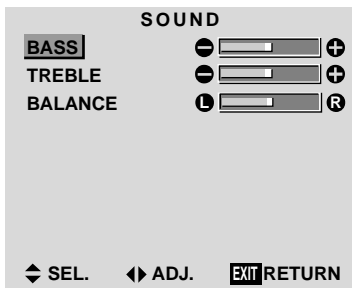 SOUND
BASS
TREBLE
BALANCE L R
SEL. ADJ. EXIT RETURN